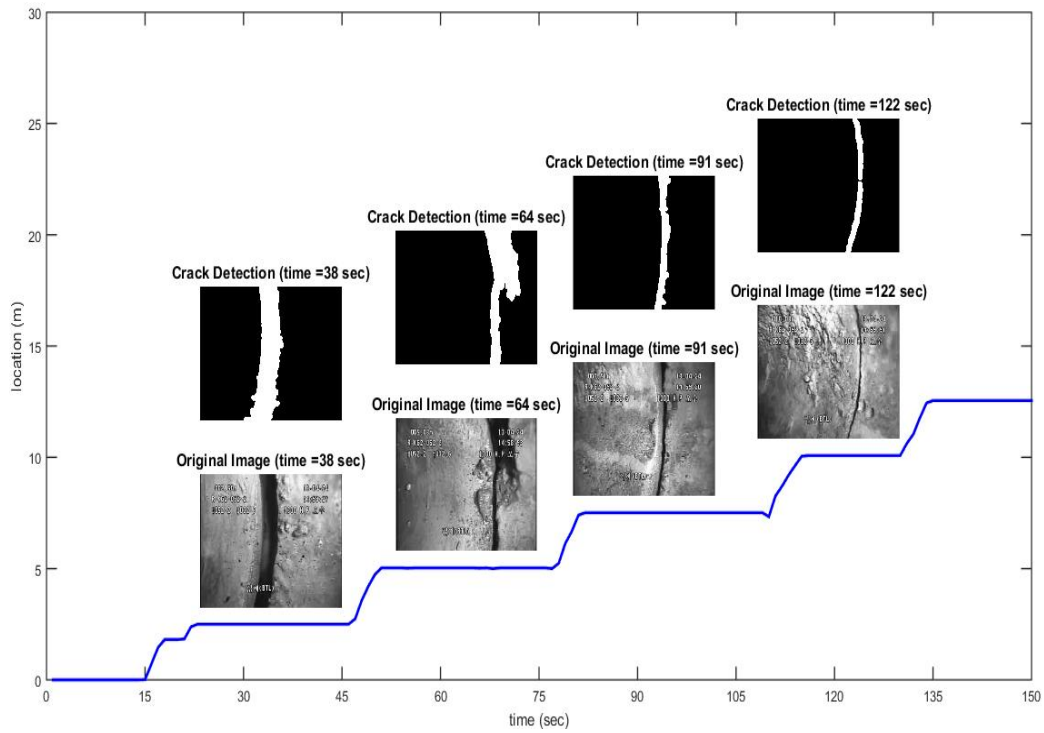 30
25
20
15
10
5
0
location (m)
Crack Detection (time =122 sec)
Crack Detection (time =91 sec)
Crack Detection (time =64 sec)
Crack Detection (time =38 sec)
Original Image (time =122 sec)
Original Image (time =91 sec)
Original Image (time =64 sec)
Original Image (time =38 sec)
0 15 30 45 60 75 90 105 120 135 150
time (sec)